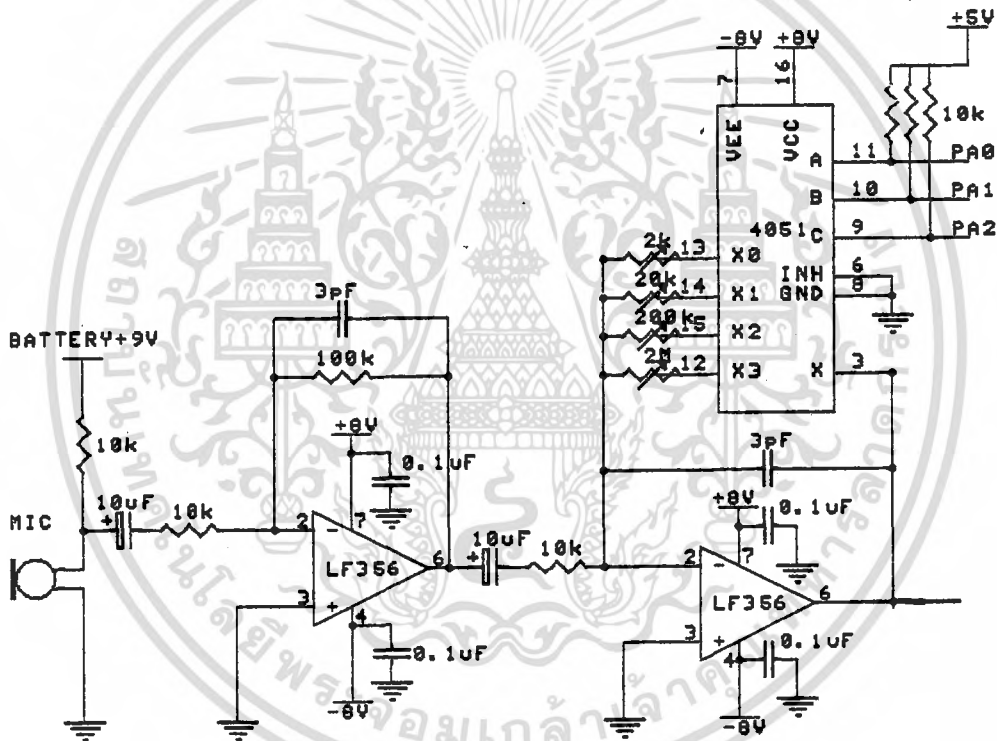 +5V
-8V
+8V
7
16
VEE
VCC
10k
A
11
PA0
B
10
PA1
4051
C
9
PA2
2k
13
X0
INH
6
20k
14
X1
GND
8
200k
15
X2
2M
12
X3
X
3
3pF
BATTERY+9V
100k
10k
+8V
0.1uF
3pF
MIC
+
10uF
10k
2
-
7
LF356
6
3
+
4
0.1uF
-8V
+
10uF
10k
+8V
0.1uF
2
-
7
LF356
6
3
+
4
0.1uF
-8V